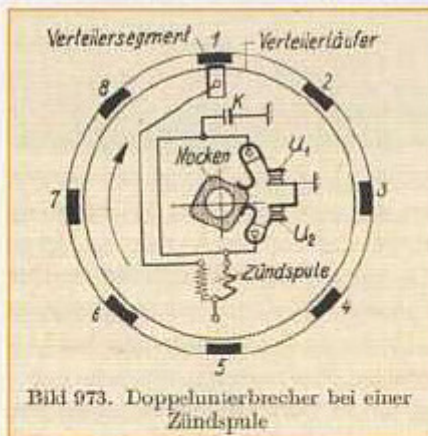 Verteilersegment 1 Verteilerläufer
8
2
K
Nocken
U1
7
3
U2
Zündspule
6
4
5
Bild 973. Doppelunterbrecher bei einer
Zündspule